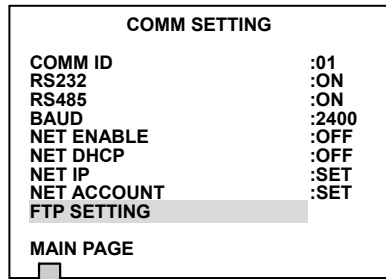 COMM SETTING
COMM ID :01
RS232 :ON
RS485 :ON
BAUD :2400
NET ENABLE :OFF
NET DHCP :OFF
NET IP :SET
NET ACCOUNT :SET
FTP SETTING
MAIN PAGE